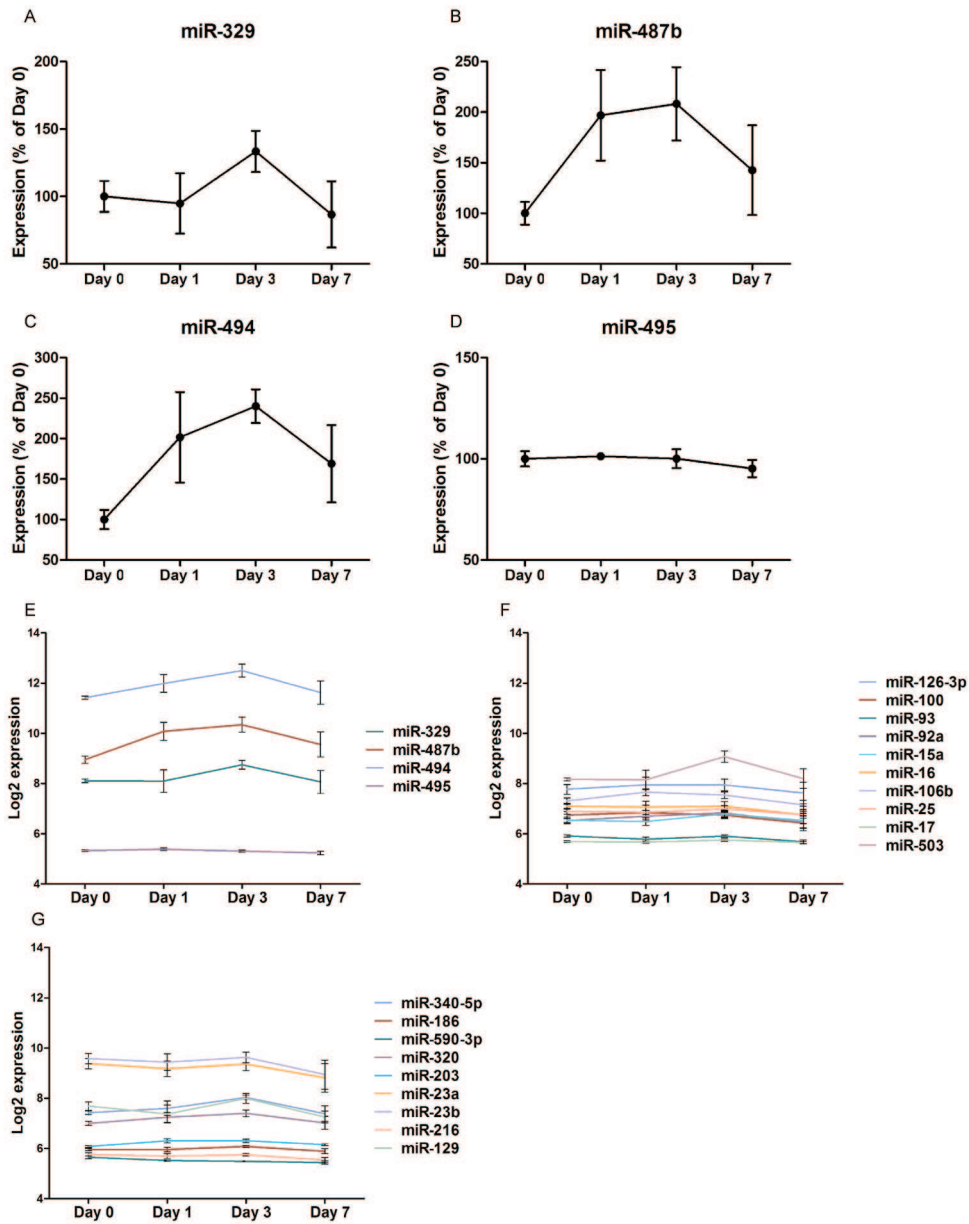 A
miR-329
Expression (% of Day 0)
200
150
100
50
Day 0 Day 1 Day 3 Day 7
B
miR-487b
Expression (% of Day 0)
250
200
150
100
50
Day 0 Day 1 Day 3 Day 7
C
miR-494
Expression (% of Day 0)
300
250
200
150
100
50
Day 0 Day 1 Day 3 Day 7
D
miR-495
Expression (% of Day 0)
150
100
50
Day 0 Day 1 Day 3 Day 7
E
Log2 expression
14
12
10
8
6
4
Day 0 Day 1 Day 3 Day 7
miR-329
miR-487b
miR-494
miR-495
F
Log2 expression
14
12
10
8
6
4
Day 0 Day 1 Day 3 Day 7
miR-126-3p
miR-100
miR-93
miR-92a
miR-15a
miR-16
miR-106b
miR-25
miR-17
miR-503
G
Log2 expression
14
12
10
8
6
4
Day 0 Day 1 Day 3 Day 7
miR-340-5p
miR-186
miR-590-3p
miR-320
miR-203
miR-23a
miR-23b
miR-216
miR-129